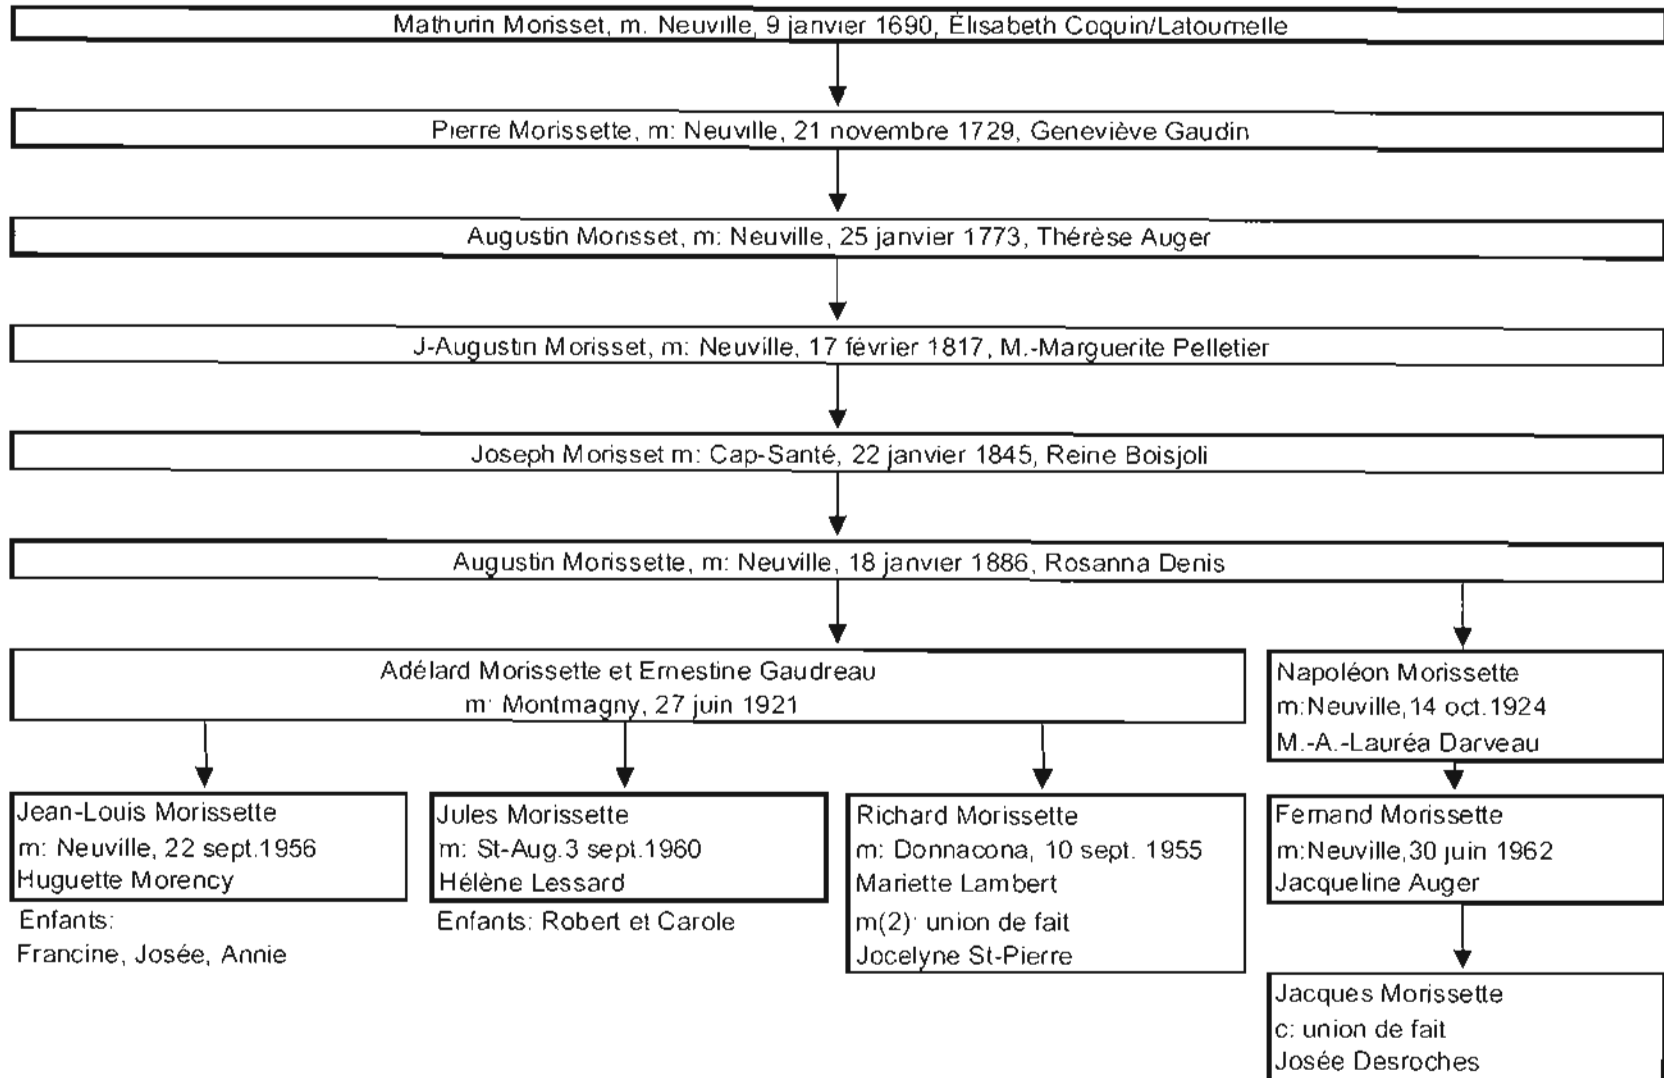 Mathurin Morisset, m. Neuville, 9 janvier 1690, Élisabeth Coquin/Latournelle
Pierre Morissette, m: Neuville, 21 novembre 1729, Geneviève Gaudin
Augustin Morisset, m: Neuville, 25 janvier 1773, Thérèse Auger
J-Augustin Morisset, m: Neuville, 17 février 1817, M.-Marguerite Pelletier
Joseph Morisset m: Cap-Santé, 22 janvier 1845, Reine Boisjoli
Augustin Morissette, m: Neuville, 18 janvier 1886, Rosanna Denis
Adélard Morissette et Ernestine Gaudreau
m: Montmagny, 27 juin 1921
Napoléon Morissette
m:Neuville,14 oct.1924
M.-A.-Lauréa Darveau
Jean-Louis Morissette
m: Neuville, 22 sept.1956
Huguette Morency
Enfants:
Francine, Josée, Annie
Jules Morissette
m: St-Aug.3 sept.1960
Hélène Lessard
Enfants: Robert et Carole
Richard Morissette
m: Donnacona, 10 sept. 1955
Mariette Lambert
m(2): union de fait
Jocelyne St-Pierre
Fernand Morissette
m:Neuville,30 juin 1962
Jacqueline Auger
Jacques Morissette
c: union de fait
Josée Desroches